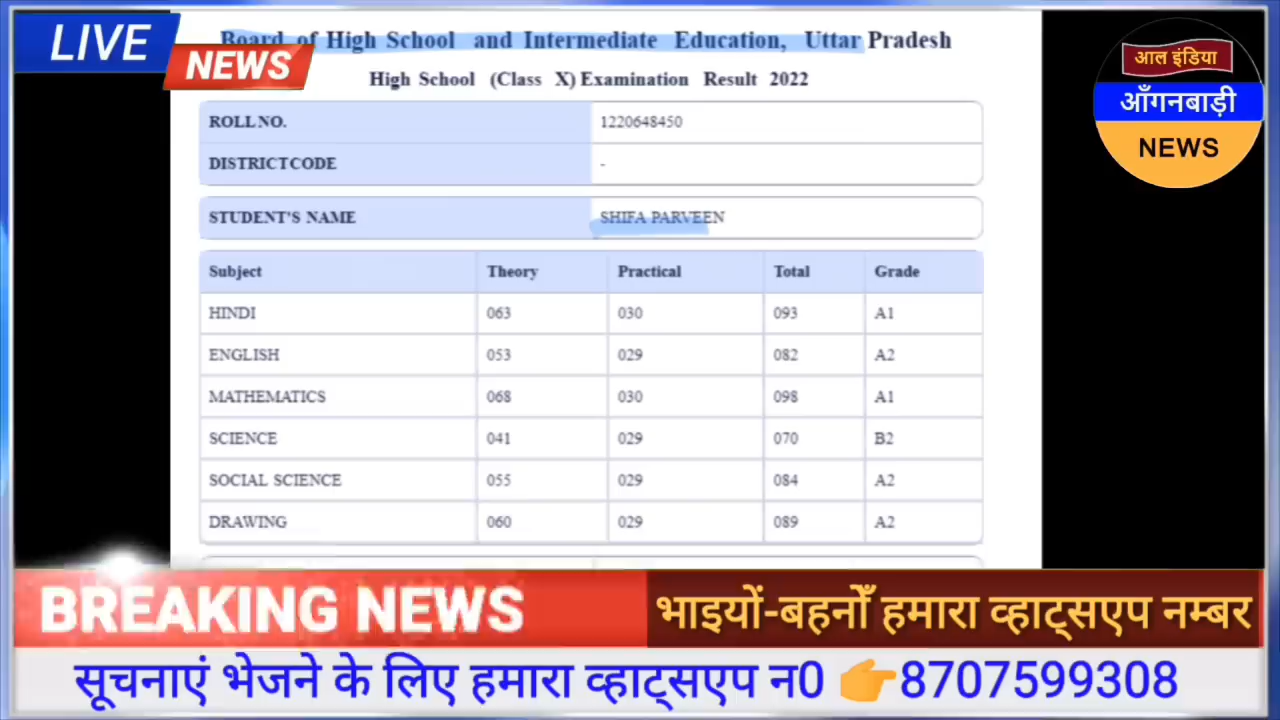 LIVE
NEWS
Board of High School and Intermediate Education, Uttar Pradesh
High School (Class X) Examination Result 2022
आल इंडिया
आँगनबाड़ी
NEWS
ROLL NO. 1220648450
DISTRICT CODE -
STUDENT'S NAME SHIFA PARVEEN
Subject Theory Practical Total Grade
HINDI 063 030 093 A1
ENGLISH 053 029 082 A2
MATHEMATICS 068 030 098 A1
SCIENCE 041 029 070 B2
SOCIAL SCIENCE 055 029 084 A2
DRAWING 060 029 089 A2
BREAKING NEWS भाइयों-बहनोँ हमारा व्हाट्सएप नम्बर
सूचनाएं भेजने के लिए हमारा व्हाट्सएप न0 👉8707599308